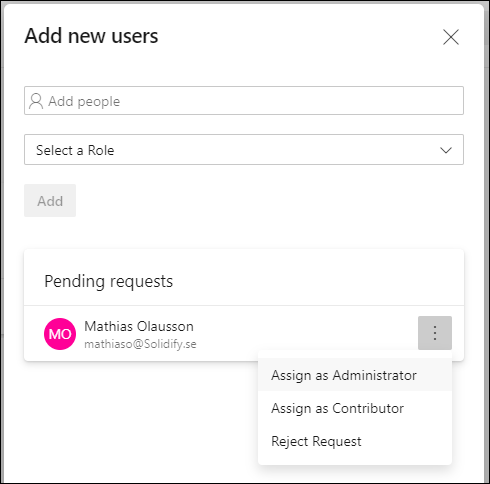 Add new users
Add people
Select a Role
Add
Pending requests
MO
Mathias Olausson
mathiaso@Solidify.se
Assign as Administrator
Assign as Contributor
Reject Request